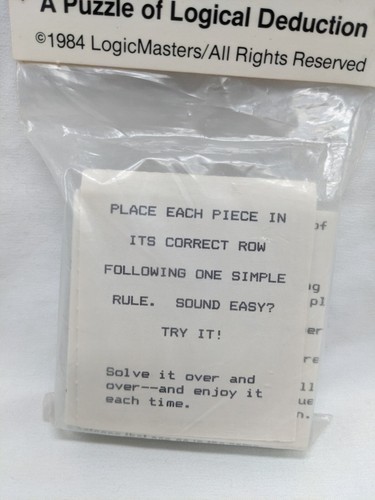 A Puzzle of Logical Deduction
©1984 LogicMasters/All Rights Reserved
PLACE EACH PIECE IN
ITS CORRECT ROW
FOLLOWING ONE SIMPLE
RULE. SOUND EASY?
TRY IT!
Solve it over and
over--and enjoy it
each time.